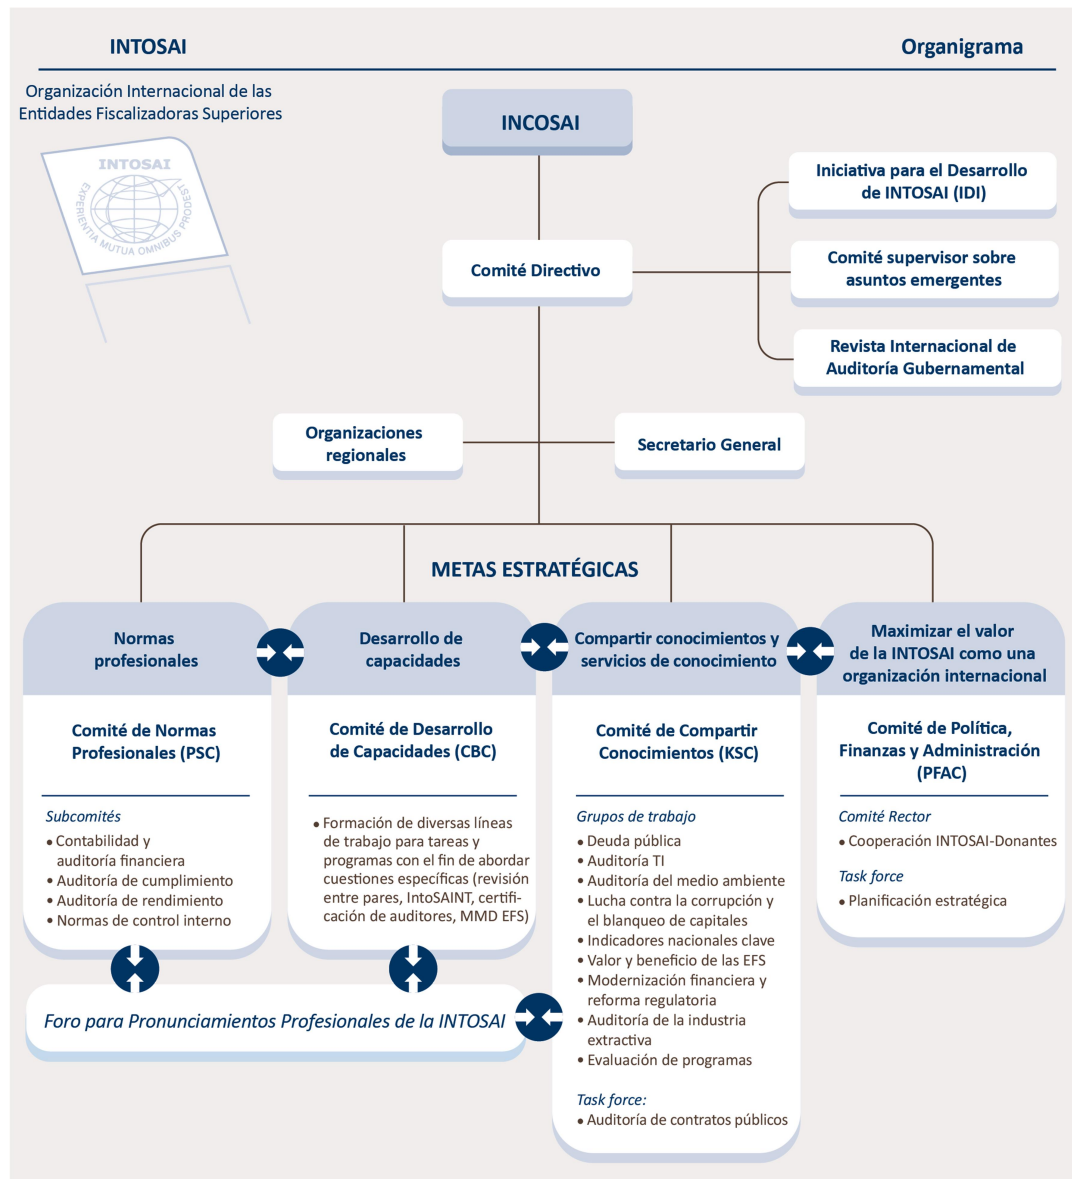 INTOSAI
Organigrama
Organización Internacional de las
Entidades Fiscalizadoras Superiores
INTOSAI
EXPERIENTIA MUTUA OMNIBUS PRODEST
INCOSAI
Iniciativa para el Desarrollo
de INTOSAI (IDI)
Comité Directivo
Comité supervisor sobre
asuntos emergentes
Revista Internacional de
Auditoría Gubernamental
Organizaciones
regionales
Secretario General
METAS ESTRATÉGICAS
Normas
profesionales
Comité de Normas
Profesionales (PSC)
Subcomités
• Contabilidad y
auditoría financiera
• Auditoría de cumplimiento
• Auditoría de rendimiento
• Normas de control interno
Desarrollo de
capacidades
Comité de Desarrollo
de Capacidades (CBC)
• Formación de diversas líneas
de trabajo para tareas y
programas con el fin de abordar
cuestiones específicas (revisión
entre pares, IntoSAINT, certifi-
cación de auditores, MMD EFS)
Foro para Pronunciamientos Profesionales de la INTOSAI
Compartir conocimientos y
servicios de conocimiento
Comité de Compartir
Conocimientos (KSC)
Grupos de trabajo
• Deuda pública
• Auditoría TI
• Auditoría del medio ambiente
• Lucha contra la corrupción y
el blanqueo de capitales
• Indicadores nacionales clave
• Valor y beneficio de las EFS
• Modernización financiera y
reforma regulatoria
• Auditoría de la industria
extractiva
• Evaluación de programas
Task force:
• Auditoría de contratos públicos
Maximizar el valor
de la INTOSAI como una
organización internacional
Comité de Política,
Finanzas y Administración
(PFAC)
Comité Rector
• Cooperación INTOSAI-Donantes
Task force
• Planificación estratégica